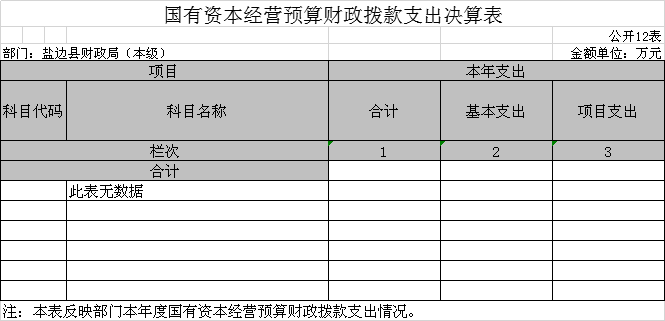 国有资本经营预算财政拨款支出决算表
公开12表
部门：盐边县财政局（本级） 金额单位：万元
项目 本年支出
科目代码 科目名称 合计 基本支出 项目支出
栏次 1 2 3
合计
此表无数据
注：本表反映部门本年度国有资本经营预算财政拨款支出情况。